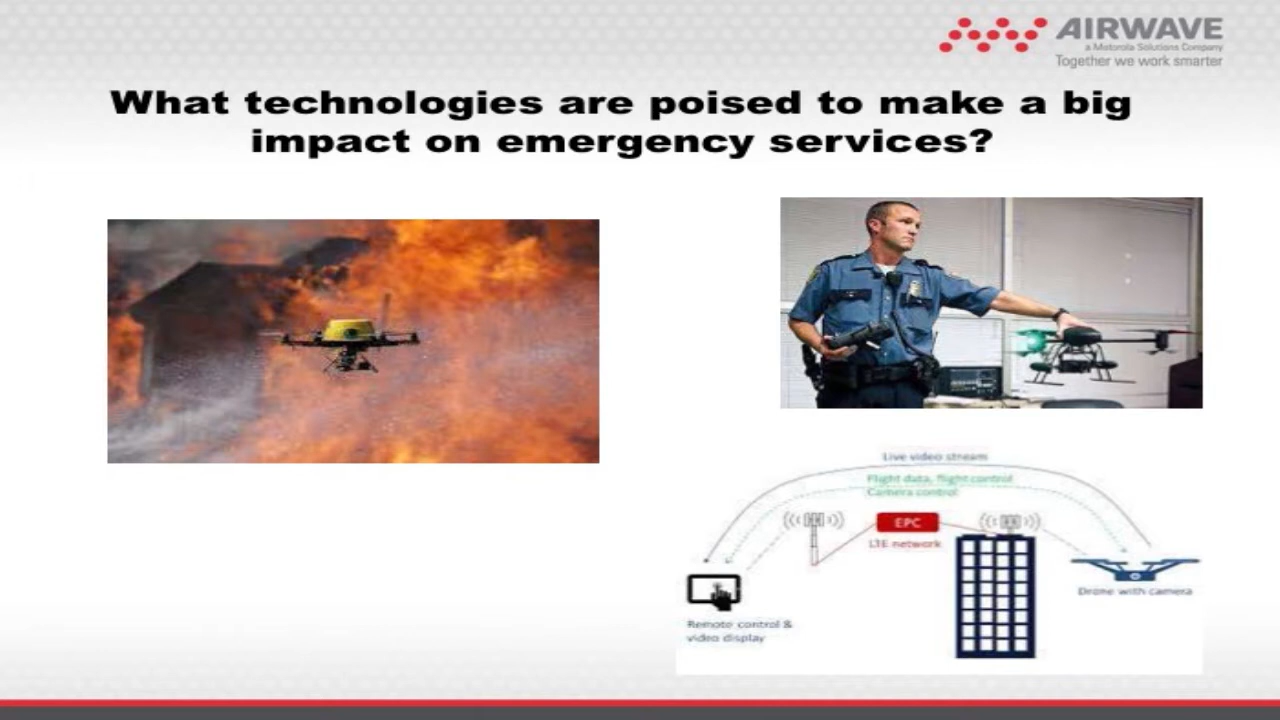 AIRWAVE
a Motorola Solutions Company
Together we work smarter
What technologies are poised to make a big
impact on emergency services?
Live video stream
Flight data, flight control
Camera control
EPC
LTE network
Drone with camera
Remote control &
video display